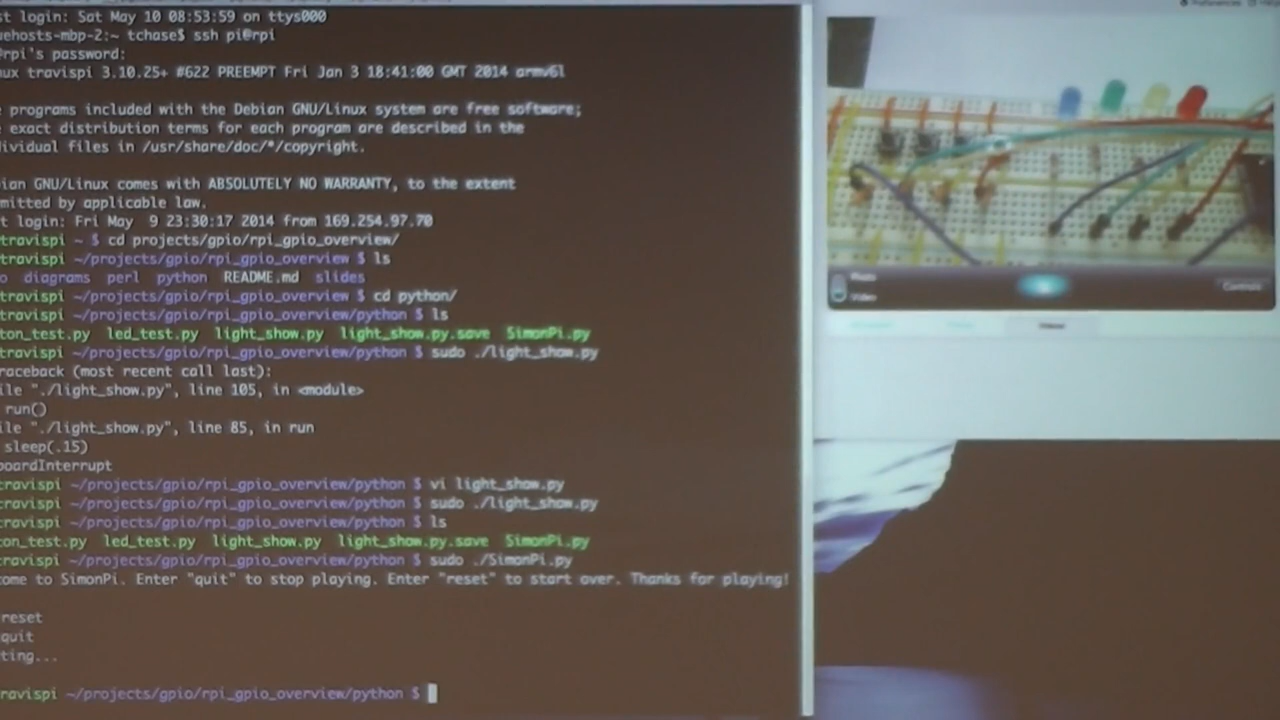 st login: Sat May 10 08:53:59 on ttys000
uehosts-mbp-2:~ tchase$ ssh pi@rpi
@rpi's password:
nux travispi 3.10.25+ #622 PREEMPT Fri Jan 3 18:41:00 GMT 2014 armv6l
e programs included with the Debian GNU/Linux system are free software;
e exact distribution terms for each program are described in the
dividual files in /usr/share/doc/*/copyright.
ian GNU/Linux comes with ABSOLUTELY NO WARRANTY, to the extent
mitted by applicable law.
t login: Fri May  9 23:30:17 2014 from 169.254.97.70
travispi ~ $ cd projects/gpio/rpi_gpio_overview/
travispi ~/projects/gpio/rpi_gpio_overview $ ls
o diagrams perl python README.md slides
travispi ~/projects/gpio/rpi_gpio_overview $ cd python/
travispi ~/projects/gpio/rpi_gpio_overview/python $ ls
ton_test.py led_test.py light_show.py light_show.py.save SimonPi.py
travispi ~/projects/gpio/rpi_gpio_overview/python $ sudo ./light_show.py
raceback (most recent call last):
ile "./light_show.py", line 105, in <module>
run()
ile "./light_show.py", line 85, in run
sleep(.15)
boardInterrupt
travispi ~/projects/gpio/rpi_gpio_overview/python $ vi light_show.py
travispi ~/projects/gpio/rpi_gpio_overview/python $ sudo ./light_show.py
travispi ~/projects/gpio/rpi_gpio_overview/python $ ls
ton_test.py led_test.py light_show.py light_show.py.save SimonPi.py
travispi ~/projects/gpio/rpi_gpio_overview/python $ sudo ./SimonPi.py
come to SimonPi. Enter "quit" to stop playing. Enter "reset" to start over. Thanks for playing!
reset
quit
ting...
ravispi ~/projects/gpio/rpi_gpio_overview/python $
Preferences
Photo
Video
Controls